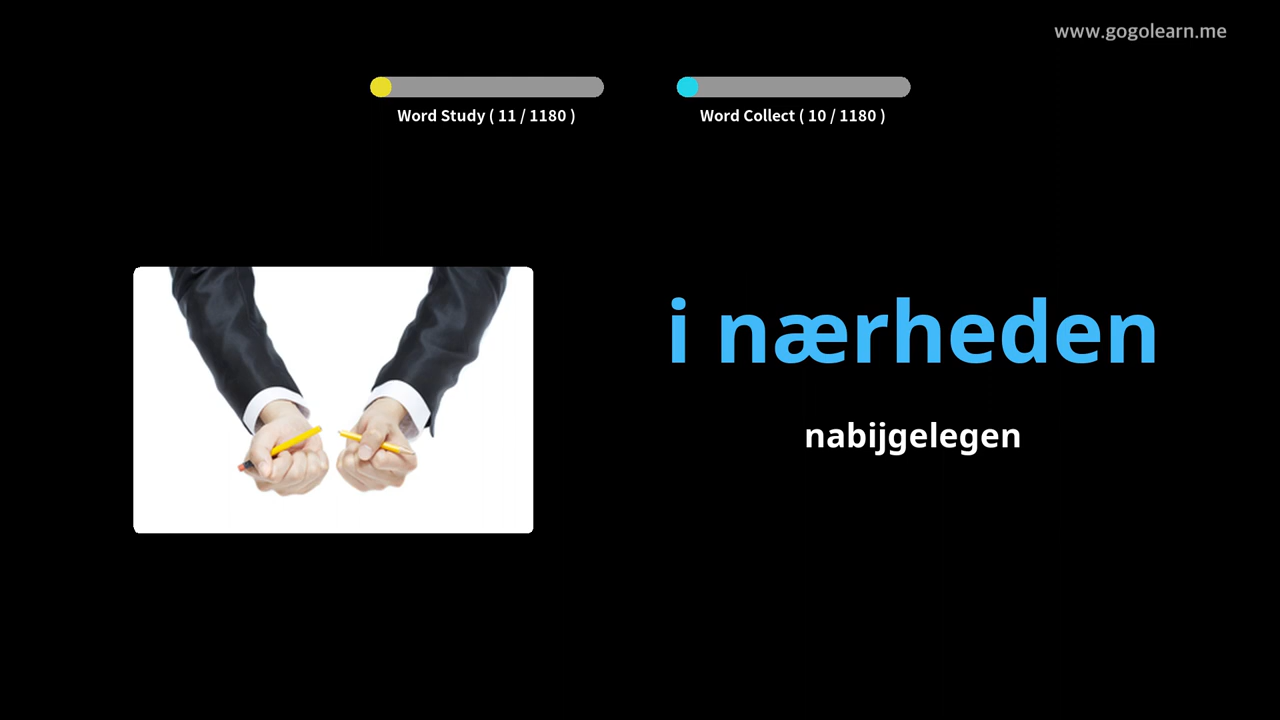 www.gogolearn.me
Word Study ( 11 / 1180 )
Word Collect ( 10 / 1180 )
i nærheden
nabijgelegen